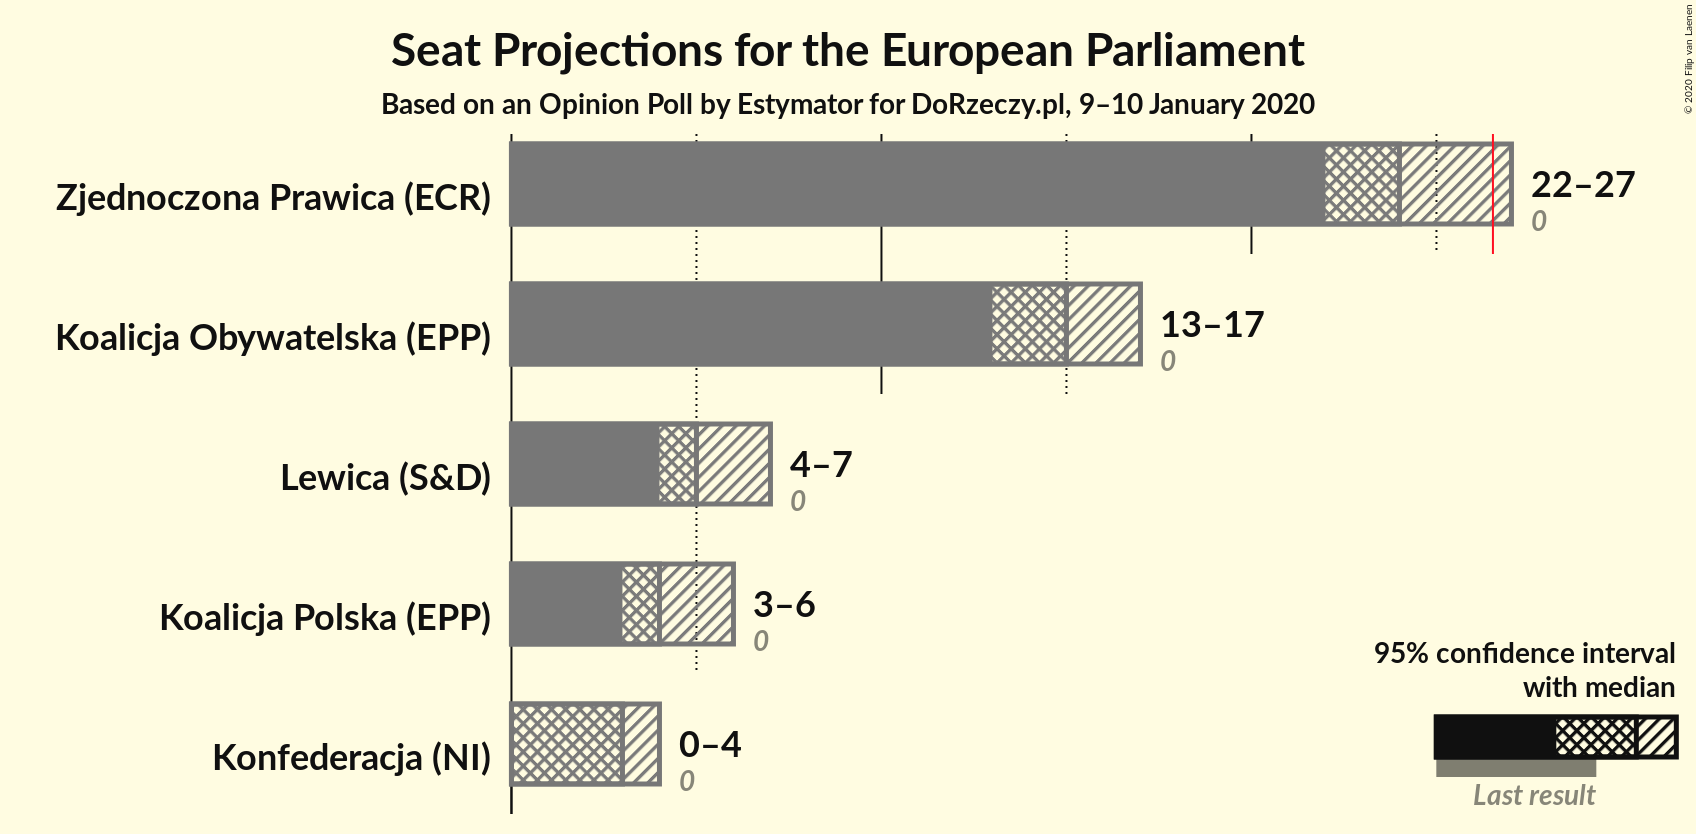 Seat Projections for the European Parliament
Based on an Opinion Poll by Estymator for DoRzeczy.pl, 9–10 January 2020
© 2020 Filip van Laenen
Zjednoczona Prawica (ECR)
22–27
0
Koalicja Obywatelska (EPP)
13–17
0
Lewica (S&D)
4–7
0
Koalicja Polska (EPP)
3–6
0
Konfederacja (NI)
0–4
0
95% confidence interval
with median
Last result